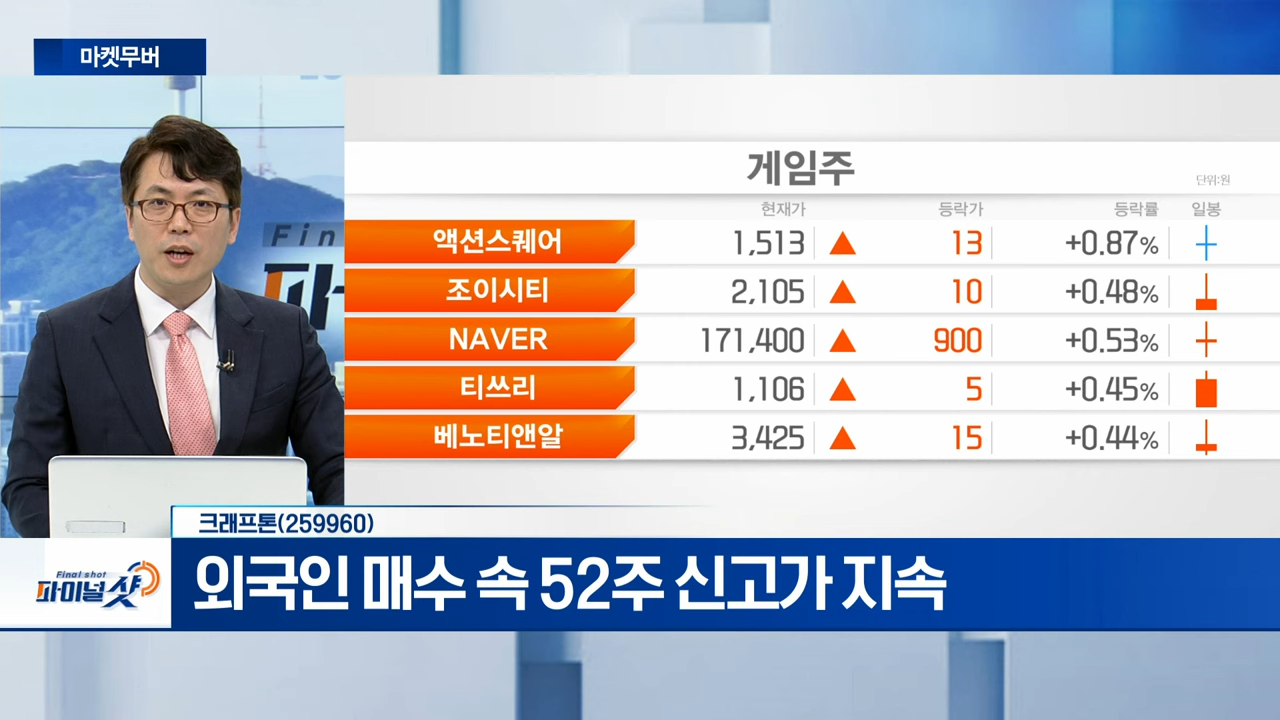 마켓무버
게임주
단위:원
현재가 등락가 등락률 일봉
액션스퀘어 1,513 ▲ 13 +0.87%
조이시티 2,105 ▲ 10 +0.48%
NAVER 171,400 ▲ 900 +0.53%
티쓰리 1,106 ▲ 5 +0.45%
베노티앤알 3,425 ▲ 15 +0.44%
Fin
파
크래프톤(259960)
Final shot
파이널샷
외국인 매수 속 52주 신고가 지속